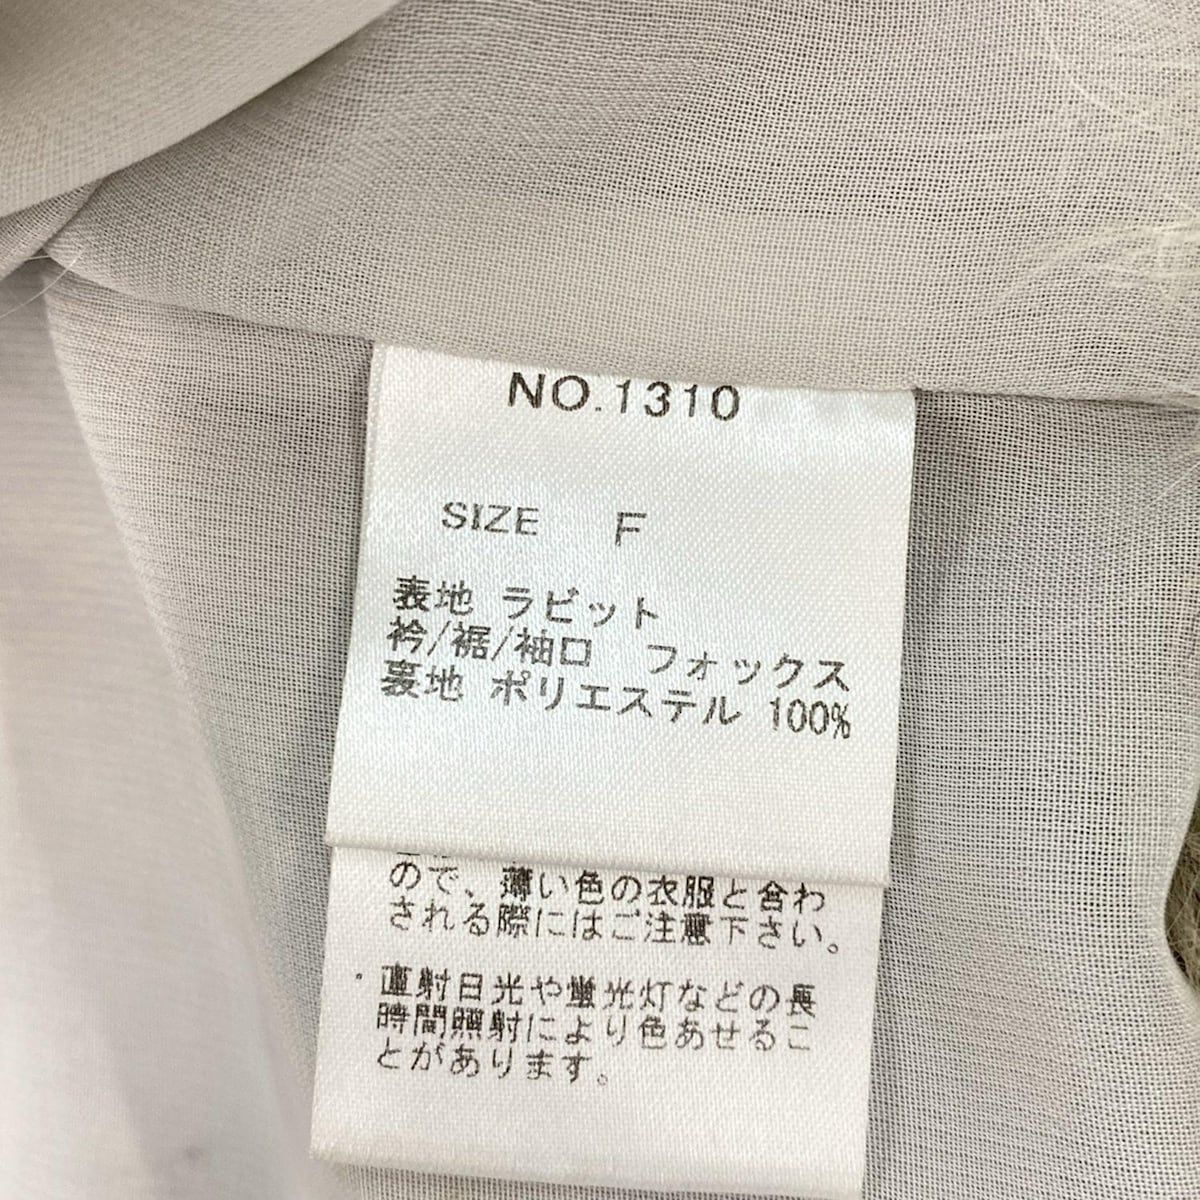 NO.1310
SIZE F
表地 ラビット
衿/裾/袖口 フォックス
裏地 ポリエステル 100%
ので、薄い色の衣服と含わ
される際にはご注意下さい。
・直射日光や蛍光灯などの長
時間照射により色あせるこ
とがあります。